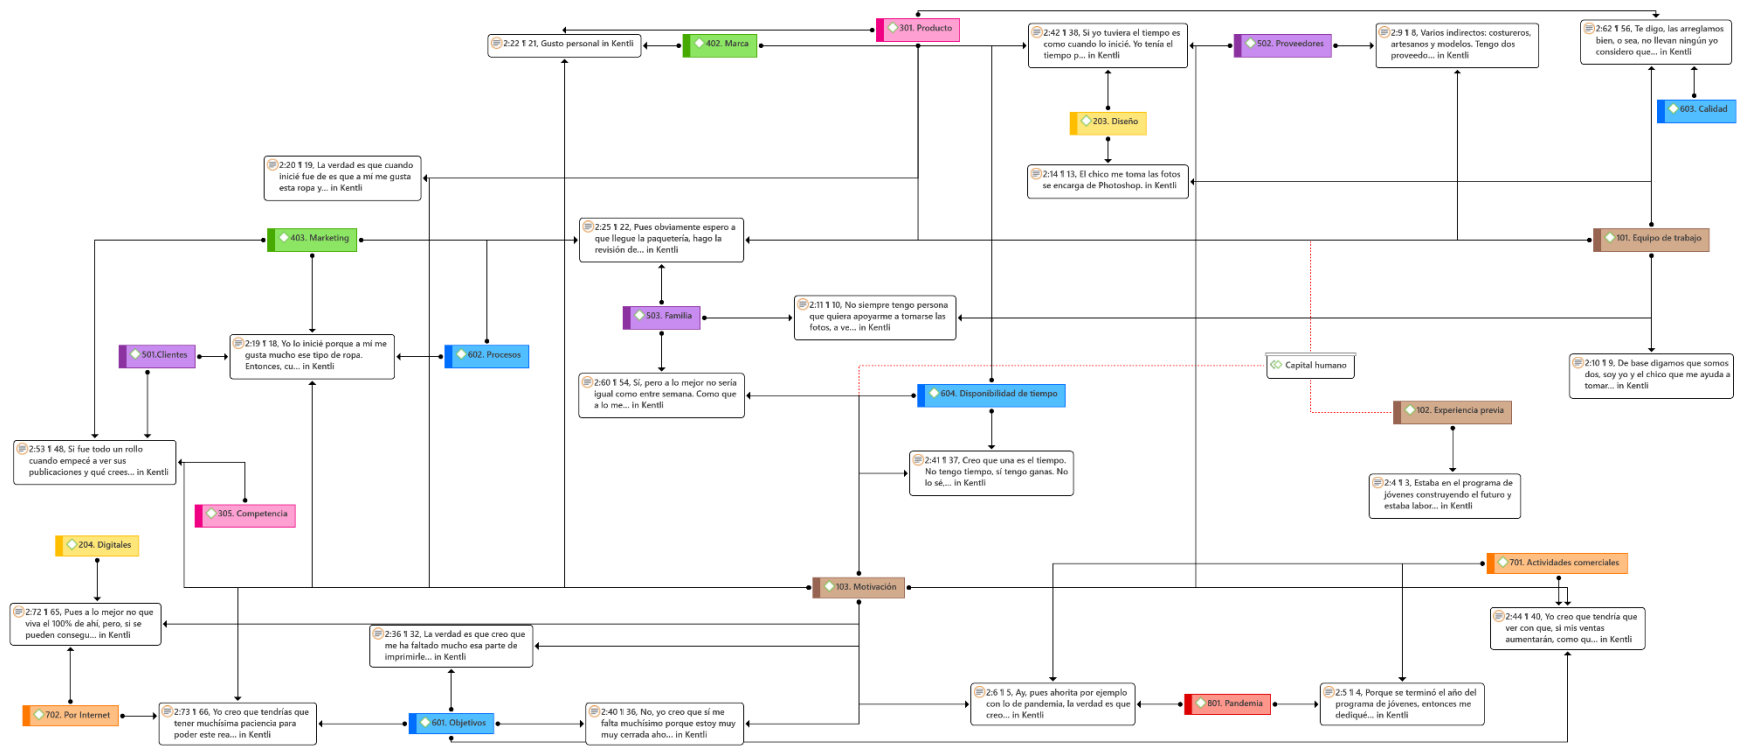 301. Producto
2:22 ¶ 21, Gusto personal in Kentli
402. Marca
2:42 ¶ 38, Si yo tuviera el tiempo es
como cuando lo inicié. Yo tenía el
tiempo p... in Kentli
502. Proveedores
2:9 ¶ 8, Varios indirectos: costureros,
artesanos y modelos. Tengo dos
proveedo... in Kentli
2:62 ¶ 56, Te digo, las arreglamos
bien, o sea, no llevan ningún yo
considero que... in Kentli
603. Calidad
203. Diseño
2:20 ¶ 19, La verdad es que cuando
inicié fue de es que a mí me gusta
esta ropa y... in Kentli
2:14 ¶ 13, El chico me toma las fotos
se encarga de Photoshop. in Kentli
403. Marketing
2:25 ¶ 22, Pues obviamente espero a
que llegue la paquetería, hago la
revisión de... in Kentli
101. Equipo de trabajo
503. Familia
2:11 ¶ 10, No siempre tengo persona
que quiera apoyarme a tomarse las
fotos, a ve... in Kentli
501.Clientes
2:19 ¶ 18, Yo lo inicié porque a mí me
gusta mucho ese tipo de ropa.
Entonces, cu... in Kentli
602. Procesos
2:60 ¶ 54, Sí, pero a lo mejor no sería
igual como entre semana. Como que
a lo me... in Kentli
604. Disponibilidad de tiempo
Capital humano
2:10 ¶ 9, De base digamos que somos
dos, soy yo y el chico que me ayuda a
tomar... in Kentli
102. Experiencia previa
2:53 ¶ 48, Si fue todo un rollo
cuando empecé a ver sus
publicaciones y qué crees... in Kentli
2:41 ¶ 37, Creo que una es el tiempo.
No tengo tiempo, sí tengo ganas. No
lo sé,... in Kentli
2:4 ¶ 3, Estaba en el programa de
jóvenes construyendo el futuro y
estaba labor... in Kentli
305. Competencia
204. Digitales
103. Motivación
701. Actividades comerciales
2:72 ¶ 65, Pues a lo mejor no que
viva el 100% de ahí, pero, si se
pueden consegu... in Kentli
2:36 ¶ 32, La verdad es que creo que
me ha faltado mucho esa parte de
imprimirle... in Kentli
2:44 ¶ 40, Yo creo que tendría que
ver con que, si mis ventas
aumentarán, como qu... in Kentli
702. Por Internet
2:73 ¶ 66, Yo creo que tendrías que
tener muchísima paciencia para
poder este rea... in Kentli
601. Objetivos
2:40 ¶ 36, No, yo creo que sí me
falta muchísimo porque estoy muy
muy cerrada aho... in Kentli
2:6 ¶ 5, Ay, pues ahorita por ejemplo
con lo de pandemia, la verdad es que
creo... in Kentli
801. Pandemia
2:5 ¶ 4, Porque se terminó el año del
programa de jóvenes, entonces me
dediqué... in Kentli